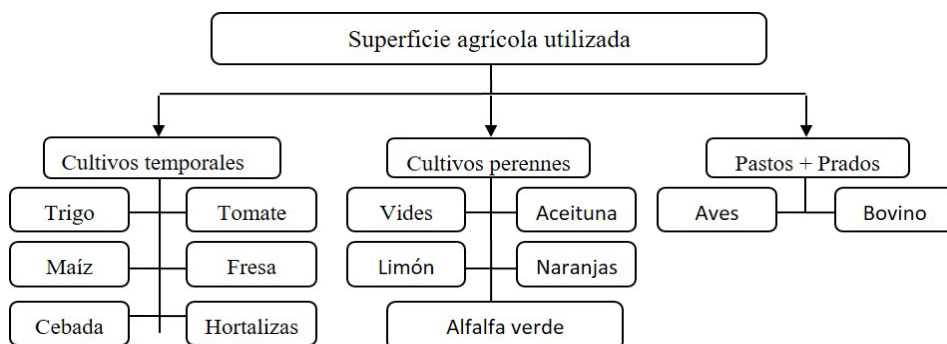 Superficie agrícola utilizada
Cultivos temporales
Cultivos perennes
Pastos + Prados
Trigo
Tomate
Vides
Aceituna
Aves
Bovino
Maíz
Fresa
Limón
Naranjas
Cebada
Hortalizas
Alfalfa verde